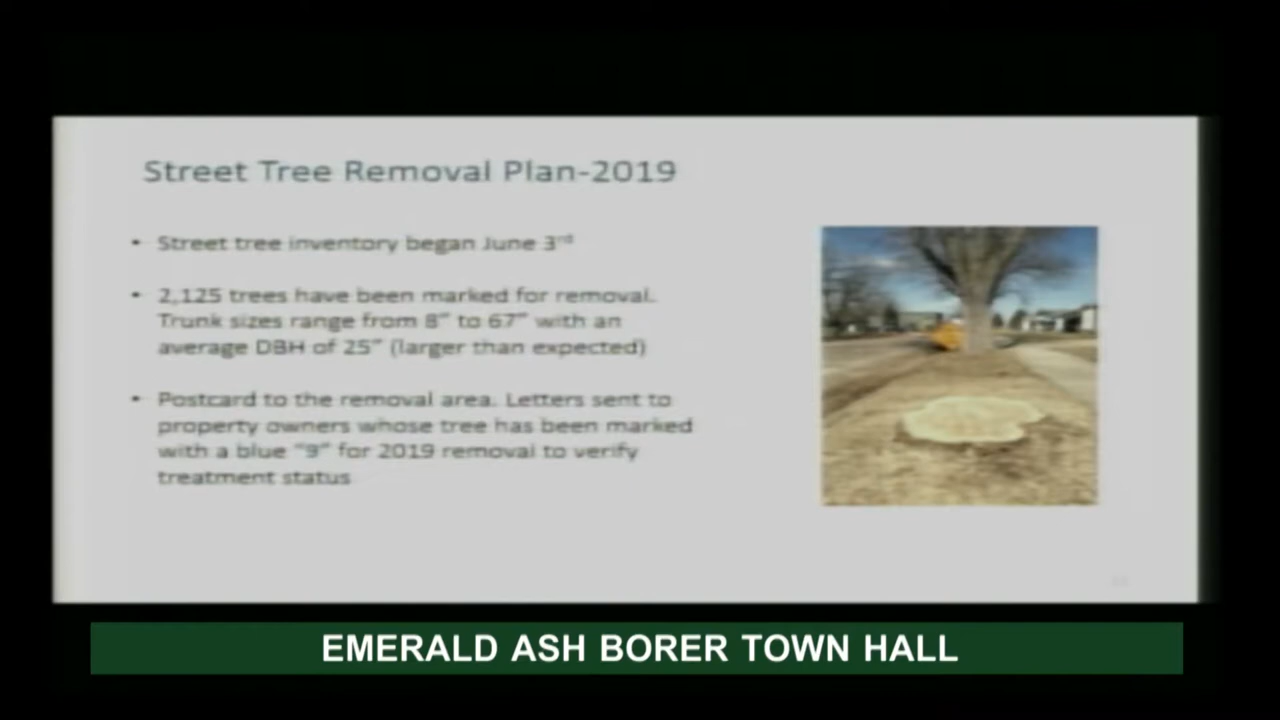 Street Tree Removal Plan-2019
• Street tree inventory began June 3rd
• 2,125 trees have been marked for removal.
Trunk sizes range from 8" to 67" with an
average DBH of 25" (larger than expected)
• Postcard to the removal area. Letters sent to
property owners whose tree has been marked
with a blue "9" for 2019 removal to verify
treatment status
EMERALD ASH BORER TOWN HALL